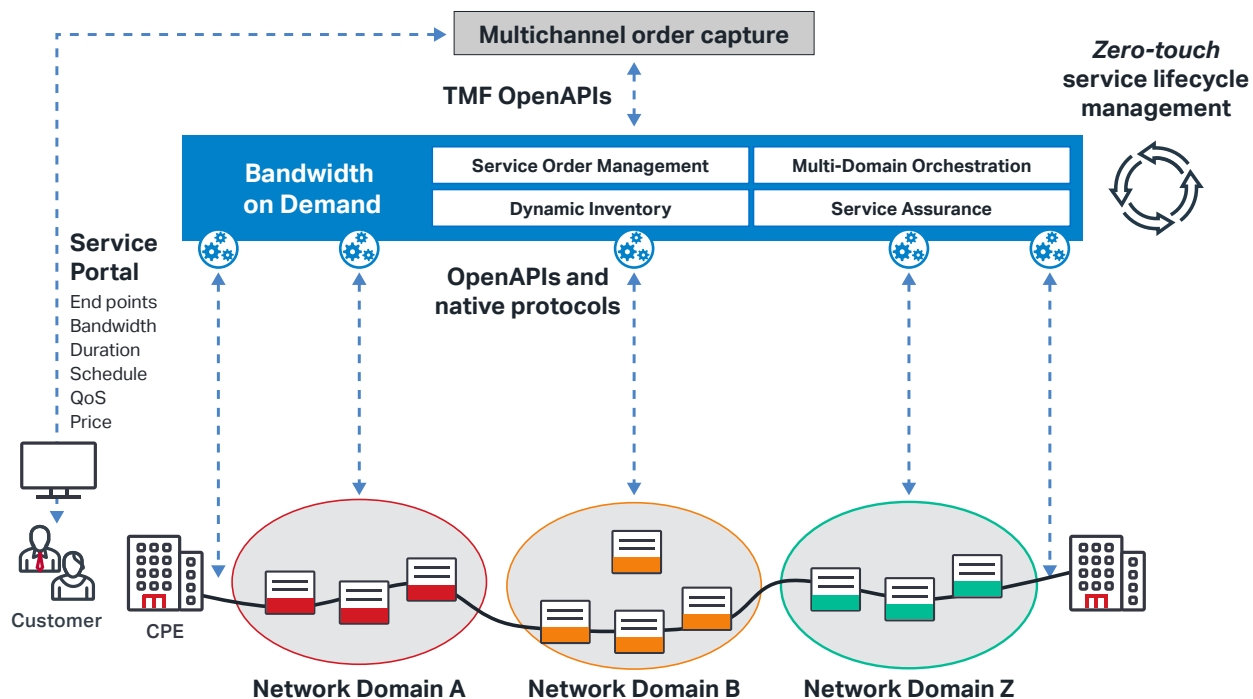 Multichannel order capture
Zero-touch
service lifecycle
management
TMF OpenAPIs
Bandwidth
on Demand
Service Order Management
Multi-Domain Orchestration
Dynamic Inventory
Service Assurance
Service
Portal
End points
Bandwidth
Duration
Schedule
QoS
Price
OpenAPIs and
native protocols
Customer
CPE
Network Domain A
Network Domain B
Network Domain Z